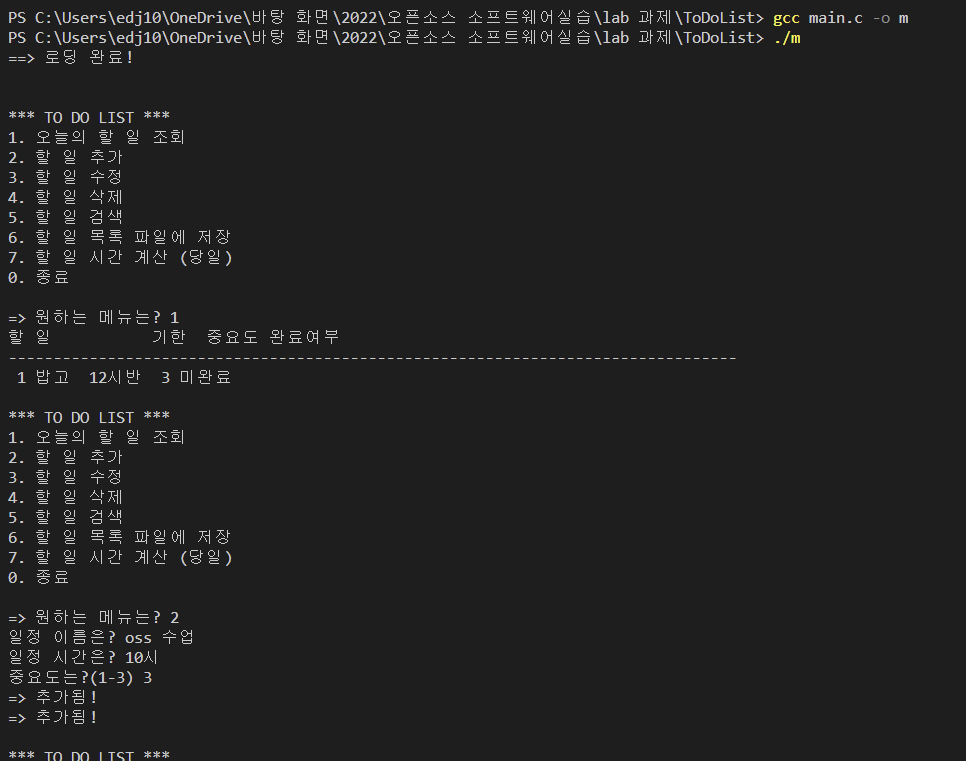 PS C:\Users\edj10\OneDrive\바탕 화면\2022\오픈소스 소프트웨어실습\lab 과제\ToDoList> gcc main.c -o m
PS C:\Users\edj10\OneDrive\바탕 화면\2022\오픈소스 소프트웨어실습\lab 과제\ToDoList> ./m
==> 로딩 완료!
*** TO DO LIST ***
1. 오늘의 할 일 조회
2. 할 일 추가
3. 할 일 수정
4. 할 일 삭제
5. 할 일 검색
6. 할 일 목록 파일에 저장
7. 할 일 시간 계산 (당일)
0. 종료
=> 원하는 메뉴는? 1
할 일 기한 중요도 완료여부
---------------------------------------------------------------------------------
1 밥고 12시반 3 미완료
*** TO DO LIST ***
1. 오늘의 할 일 조회
2. 할 일 추가
3. 할 일 수정
4. 할 일 삭제
5. 할 일 검색
6. 할 일 목록 파일에 저장
7. 할 일 시간 계산 (당일)
0. 종료
=> 원하는 메뉴는? 2
일정 이름은? oss 수업
일정 시간은? 10시
중요도는?(1-3) 3
=> 추가됨!
=> 추가됨!
*** TO DO LIST ***